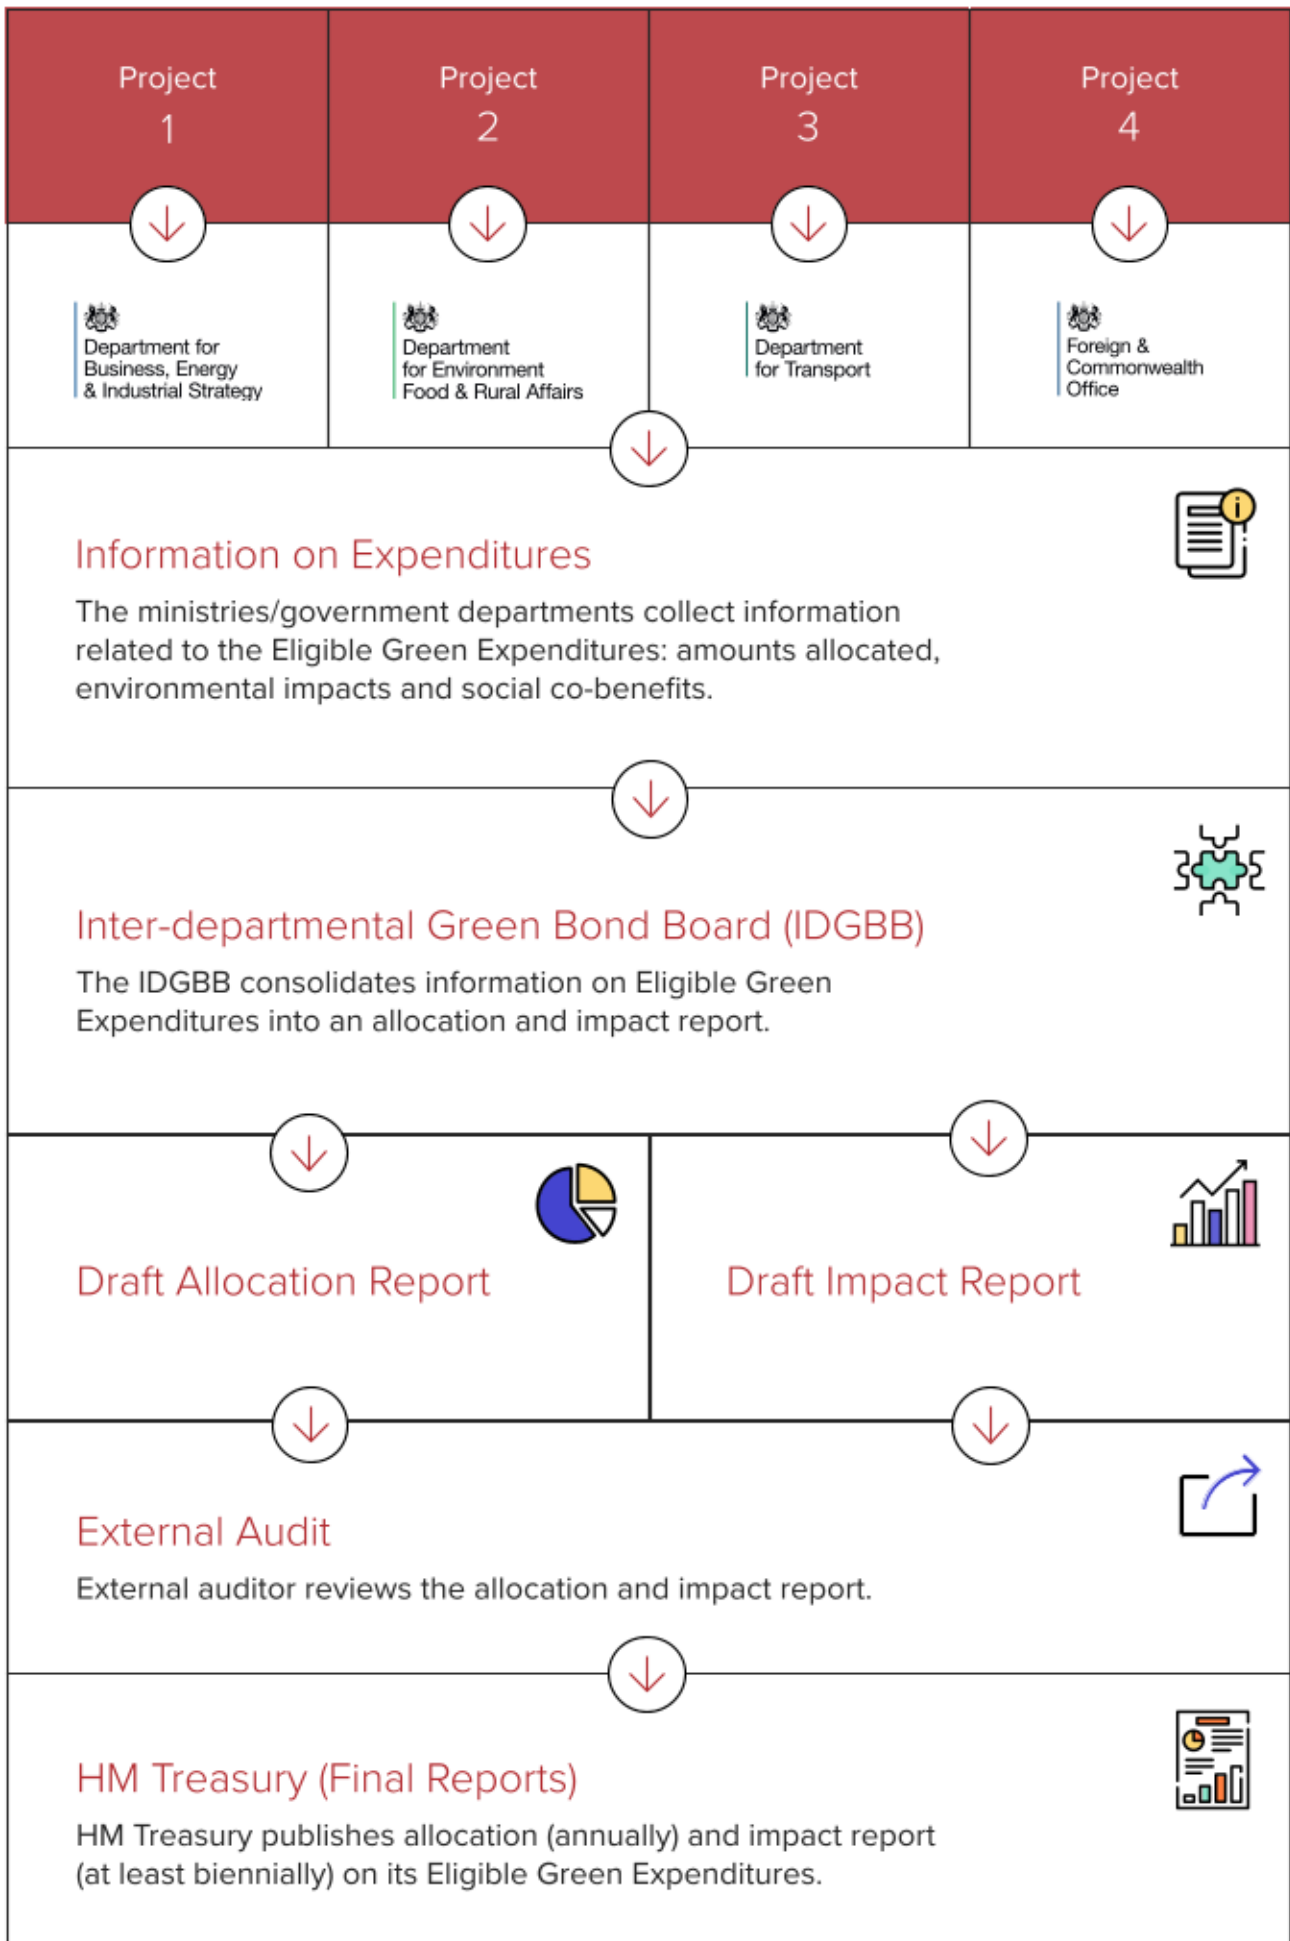 Project
1
Project
2
Project
3
Project
4
Department for
Business, Energy
& Industrial Strategy
Department
for Environment
Food & Rural Affairs
Department
for Transport
Foreign &
Commonwealth
Office
i
Information on Expenditures
The ministries/government departments collect information
related to the Eligible Green Expenditures: amounts allocated,
environmental impacts and social co-benefits.
Inter-departmental Green Bond Board (IDGBB)
The IDGBB consolidates information on Eligible Green
Expenditures into an allocation and impact report.
Draft Allocation Report
Draft Impact Report
External Audit
External auditor reviews the allocation and impact report.
HM Treasury (Final Reports)
HM Treasury publishes allocation (annually) and impact report
(at least biennially) on its Eligible Green Expenditures.